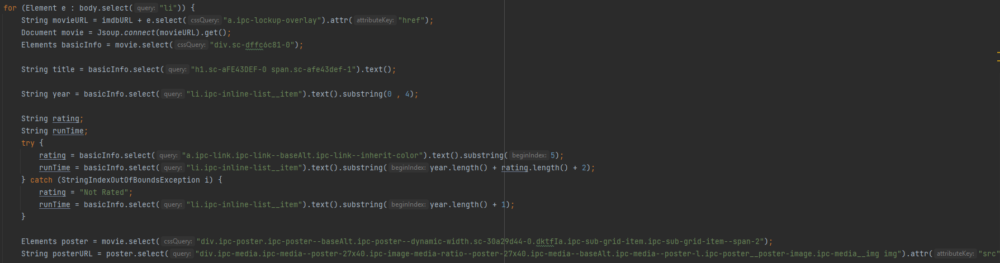 for (Element e : body.select( query: "li")) {
String movieURL = imdbURL + e.select( cssQuery: "a.ipc-lockup-overlay").attr( attributeKey: "href");
Document movie = Jsoup.connect(movieURL).get();
Elements basicInfo = movie.select( cssQuery: "div.sc-dffc6c81-0");
String title = basicInfo.select( query: "h1.sc-aFE43DEF-0 span.sc-afe43def-1").text();
String year = basicInfo.select( query: "li.ipc-inline-list__item").text().substring(0 , 4);
String rating;
String runTime;
try {
rating = basicInfo.select( query: "a.ipc-link.ipc-link--baseAlt.ipc-link--inherit-color").text().substring( beginIndex: 5);
runTime = basicInfo.select( query: "li.ipc-inline-list__item").text().substring( beginIndex: year.length() + rating.length() + 2);
} catch (StringIndexOutOfBoundsException i) {
rating = "Not Rated";
runTime = basicInfo.select( query: "li.ipc-inline-list__item").text().substring( beginIndex: year.length() + 1);
}
Elements poster = movie.select( cssQuery: "div.ipc-poster.ipc-poster--baseAlt.ipc-poster--dynamic-width.sc-30a29d44-0.dktfIa.ipc-sub-grid-item.ipc-sub-grid-item--span-2");
String posterURL = poster.select( query: "div.ipc-media.ipc-media--poster-27x40.ipc-image-media-ratio--poster-27x40.ipc-media--baseAlt.ipc-media--poster-l.ipc-poster__poster-image.ipc-media__img img").attr( attributeKey: "src"